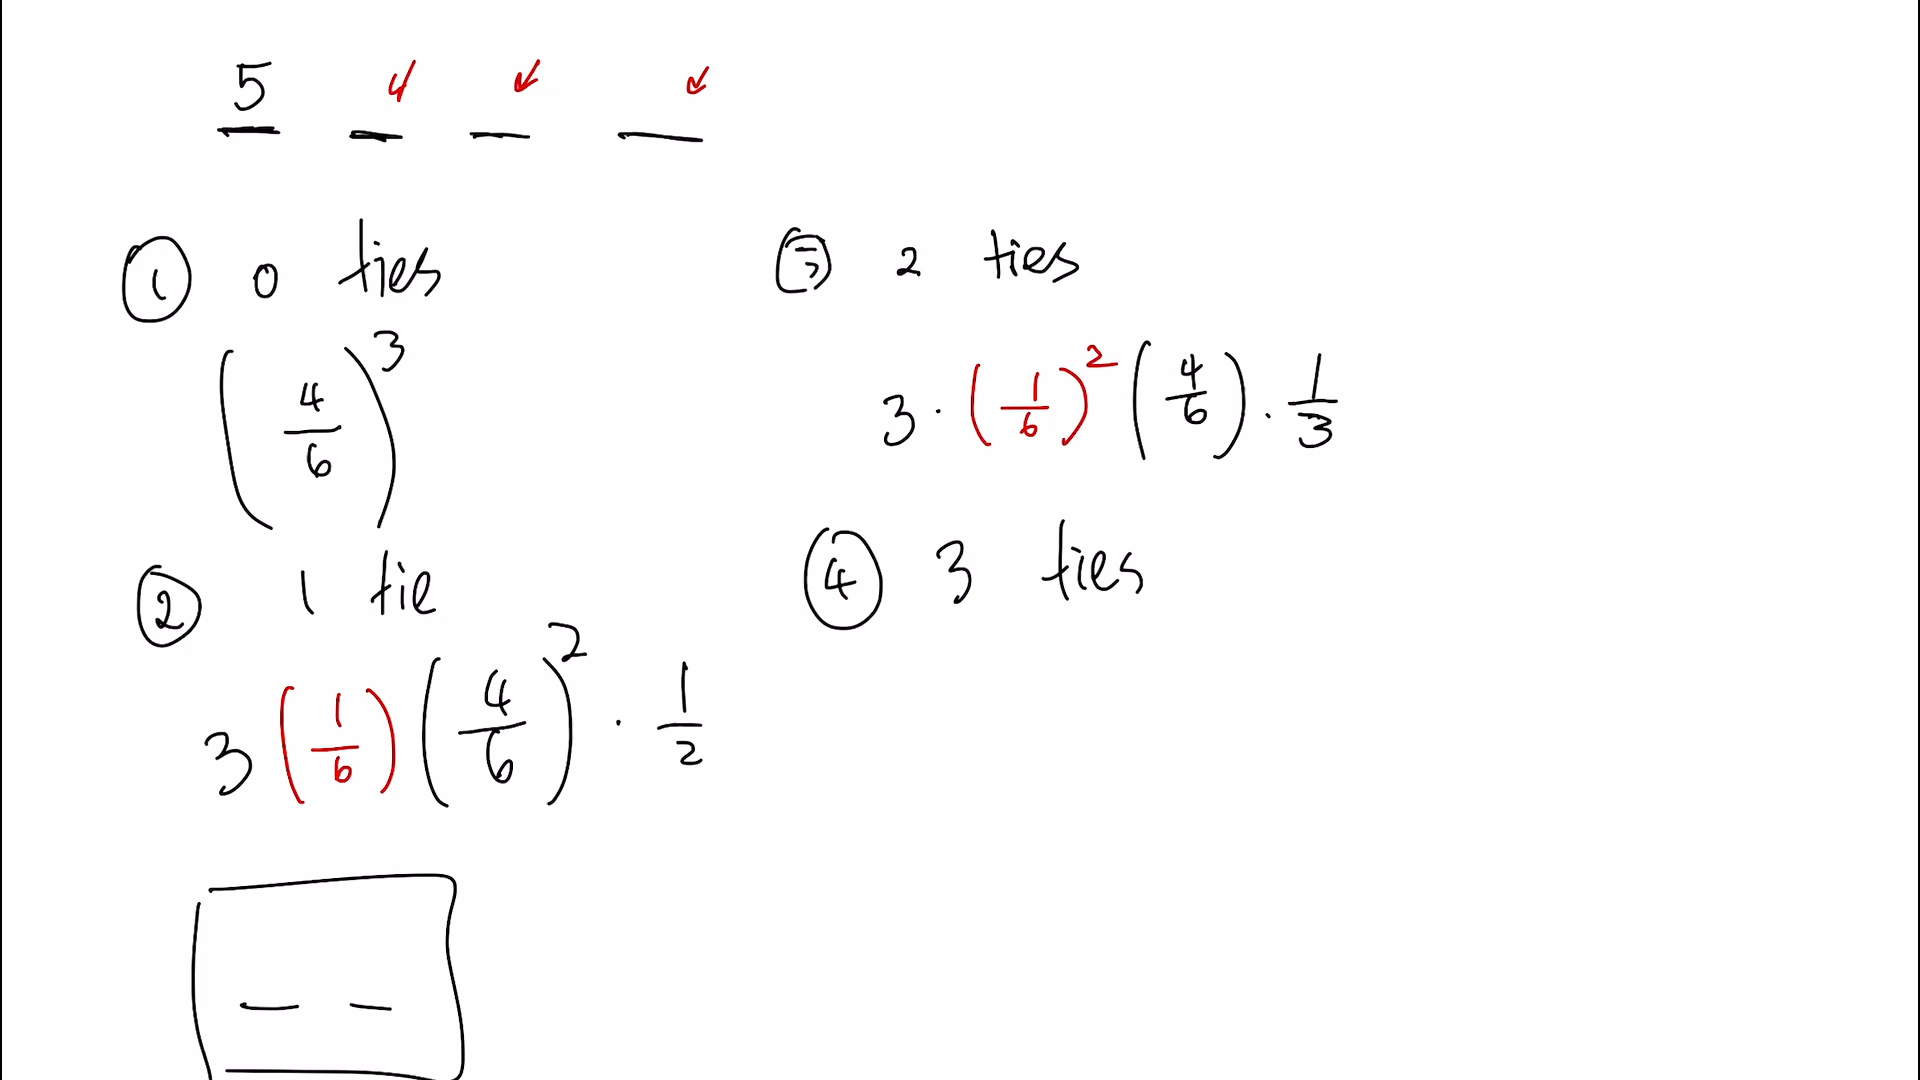 5 ✓ ✓ ✓
① 0 ties
(4/6)^3
② 1 tie
3 (1/6) (4/6)^2 · 1/2
③ 2 ties
3 · (1/6)^2 (4/6) · 1/3
④ 3 ties